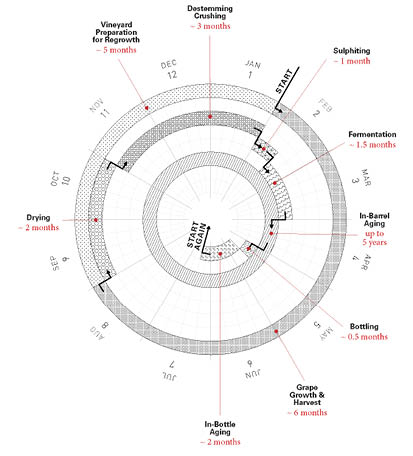 Destemming
Crushing
~ 3 months
Vineyard
Preparation
for Regrowth
~ 5 months
Sulphiting
~ 1 month
START
DEC
12
JAN
1
NOV
11
FEB
2
Fermentation
~ 1.5 months
OCT
10
MAR
3
Drying
~ 2 months
In-Barrel
Aging
up to
5 years
START
AGAIN
SEP
9
APR
4
AUG
8
MAY
5
Bottling
~ 0.5 months
JUL
7
JUN
6
Grape
Growth &
Harvest
~ 6 months
In-Bottle
Aging
~ 2 months